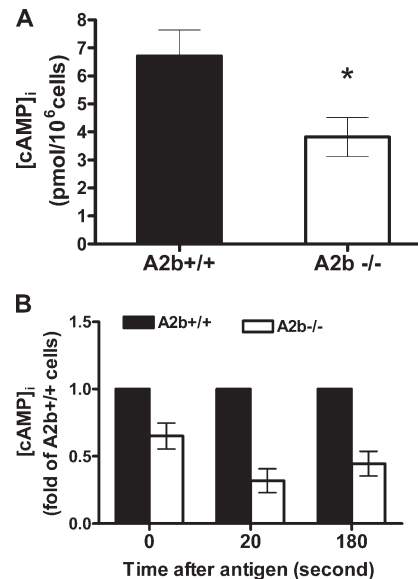 A
[cAMP]i
(pmol/10^6cells)
8
7
6
5
4
3
2
1
0
*
A2b+/+ A2b -/-
B
[cAMP]i
(fold of A2b+/+ cells)
1.5
1.0
0.5
0.0
A2b+/+ A2b-/-
0 20 180
Time after antigen (second)